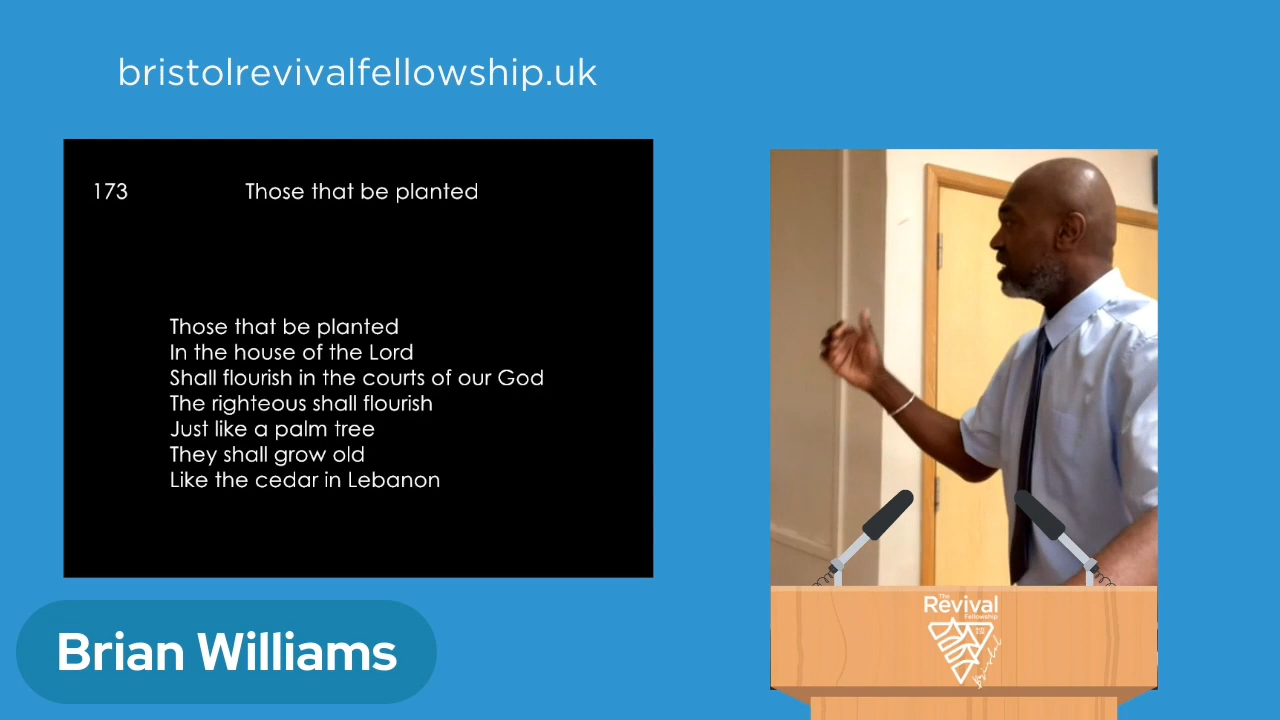 bristolrevivalfellowship.uk
173 Those that be planted
Those that be planted
In the house of the Lord
Shall flourish in the courts of our God
The righteous shall flourish
Just like a palm tree
They shall grow old
Like the cedar in Lebanon
Brian Williams
The
Revival
Fellowship
Bristol